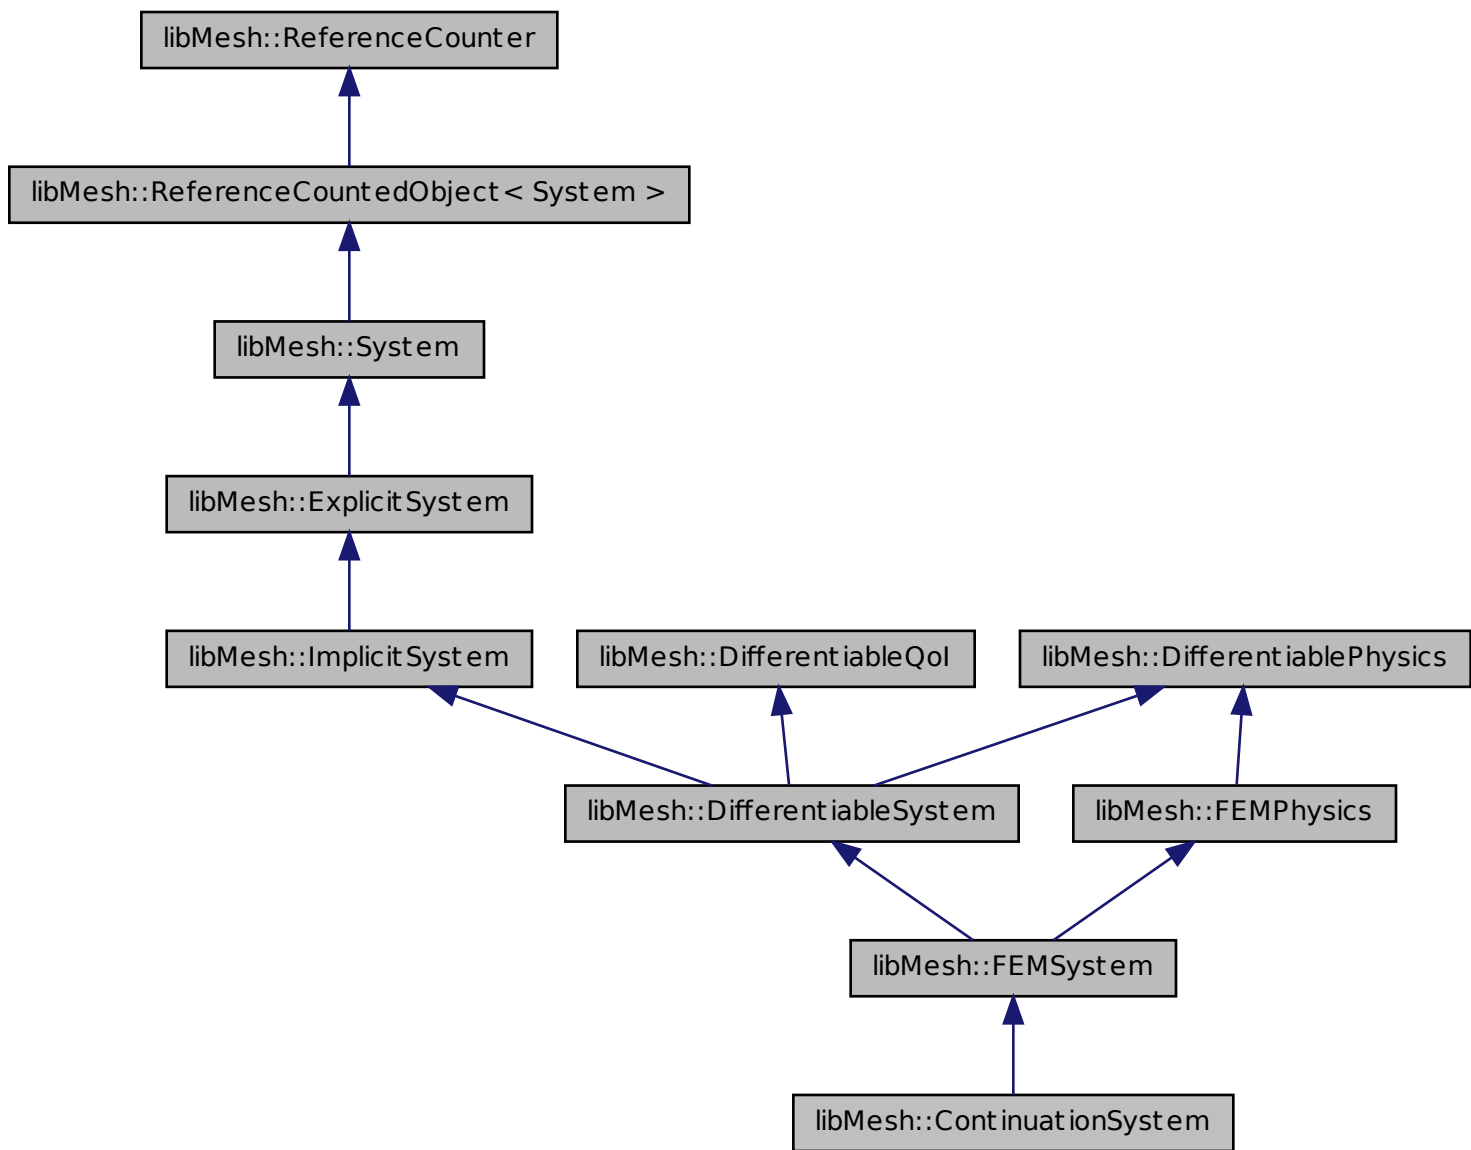 libMesh::ReferenceCounter
libMesh::ReferenceCountedObject< System >
libMesh::System
libMesh::ExplicitSystem
libMesh::ImplicitSystem
libMesh::DifferentiableQoI
libMesh::DifferentiablePhysics
libMesh::DifferentiableSystem
libMesh::FEMPhysics
libMesh::FEMSystem
libMesh::ContinuationSystem